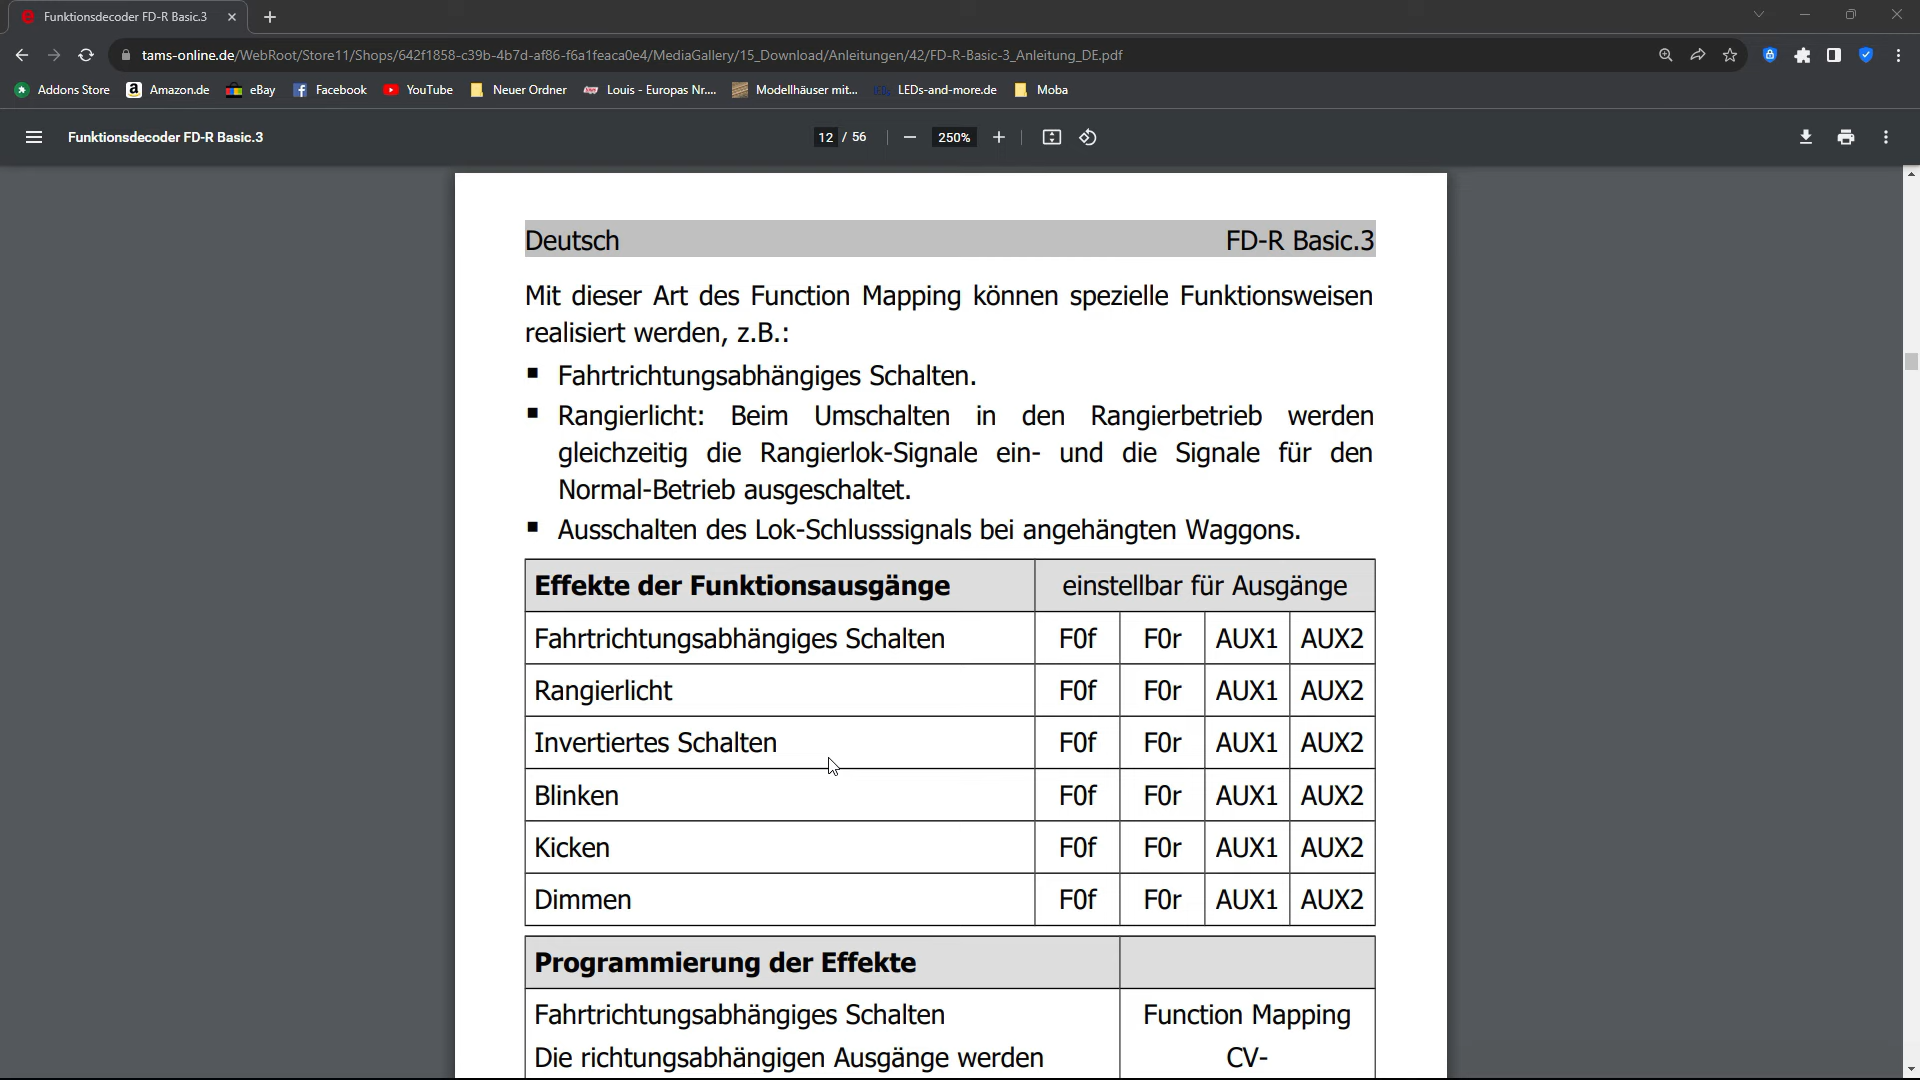 Funktionsdecoder FD-R Basic.3
tams-online.de/WebRoot/Store11/Shops/642f1858-c39b-4b7d-af86-f6a1feaca0e4/MediaGallery/15_Download/Anleitungen/42/FD-R-Basic-3_Anleitung_DE.pdf
Addons Store Amazon.de eBay Facebook YouTube Neuer Ordner Louis - Europas Nr.... Modellhäuser mit... LEDs-and-more.de Moba
Funktionsdecoder FD-R Basic.3 12 / 56 250%
Deutsch FD-R Basic.3
Mit dieser Art des Function Mapping können spezielle Funktionsweisen
realisiert werden, z.B.:
▪ Fahrtrichtungsabhängiges Schalten.
▪ Rangierlicht: Beim Umschalten in den Rangierbetrieb werden
gleichzeitig die Rangierlok-Signale ein- und die Signale für den
Normal-Betrieb ausgeschaltet.
▪ Ausschalten des Lok-Schlusssignals bei angehängten Waggons.
Effekte der Funktionsausgänge einstellbar für Ausgänge
Fahrtrichtungsabhängiges Schalten F0f F0r AUX1 AUX2
Rangierlicht F0f F0r AUX1 AUX2
Invertiertes Schalten F0f F0r AUX1 AUX2
Blinken F0f F0r AUX1 AUX2
Kicken F0f F0r AUX1 AUX2
Dimmen F0f F0r AUX1 AUX2
Programmierung der Effekte
Fahrtrichtungsabhängiges Schalten Function Mapping
Die richtungsabhängigen Ausgänge werden CV-